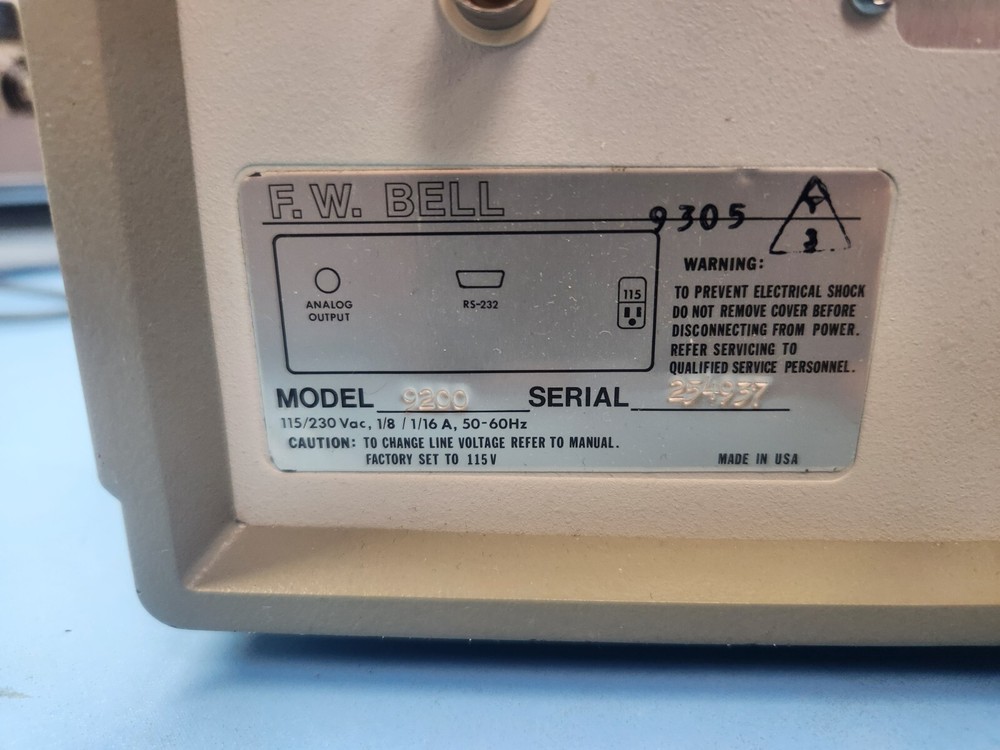 F.W. BELL
9305
3
ANALOG
OUTPUT
RS-232
115
WARNING:
TO PREVENT ELECTRICAL SHOCK
DO NOT REMOVE COVER BEFORE
DISCONNECTING FROM POWER.
REFER SERVICING TO
QUALIFIED SERVICE PERSONNEL.
MODEL 9200 SERIAL 254937
115/230 Vac, 1/8 / 1/16 A, 50-60Hz
CAUTION: TO CHANGE LINE VOLTAGE REFER TO MANUAL.
FACTORY SET TO 115V
MADE IN USA